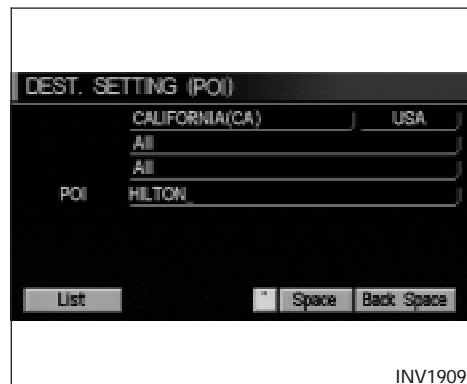 DEST. SETTING (POI)
CALIFORNIA(CA) USA
All
All
POI HILTON_
List " Space Back Space
INV1909